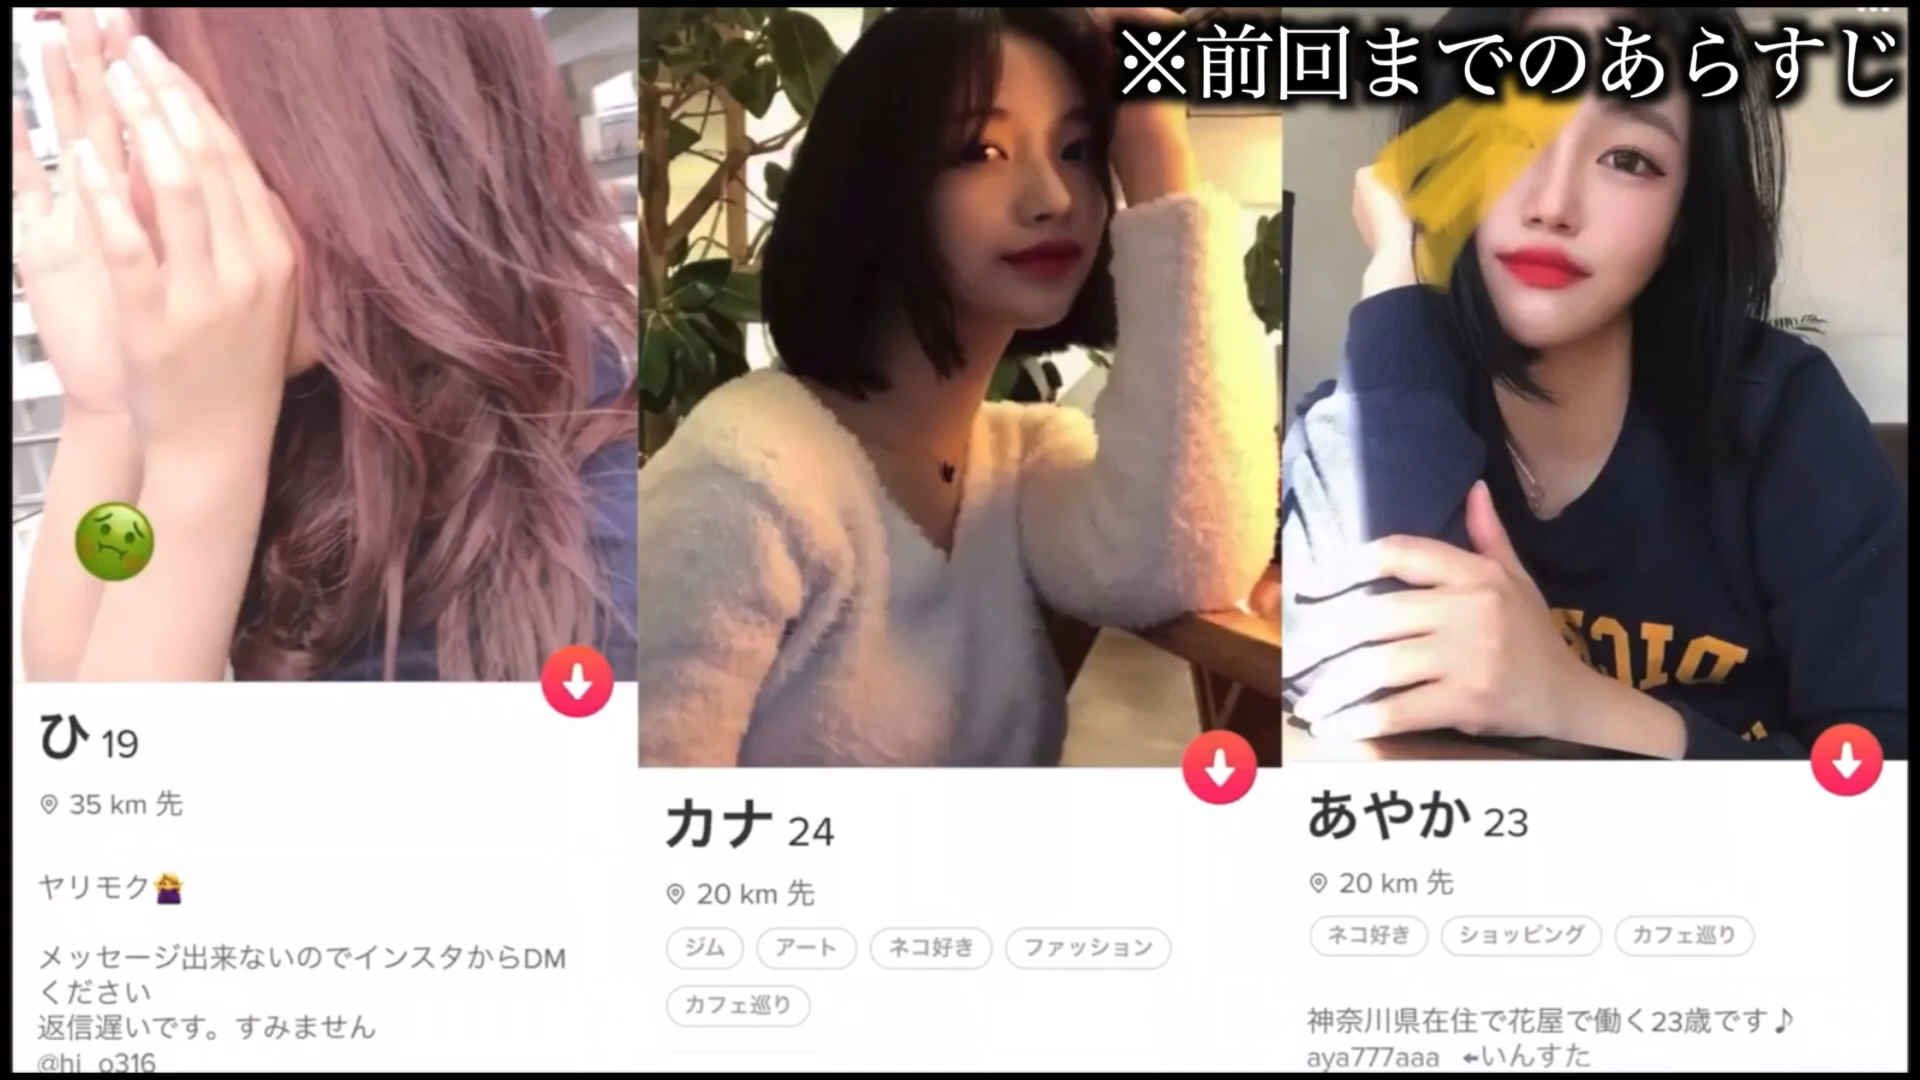 ※前回までのあらすじ
ひ 19
35 km 先
ヤリモク🙅‍♀️
メッセージ出来ないのでインスタからDM
ください
返信遅いです。すみません
@hi_o316
カナ 24
20 km 先
ジム アート ネコ好き ファッション
カフェ巡り
あやか 23
20 km 先
ネコ好き ショッピング カフェ巡り
神奈川県在住で花屋で働く23歳です♪
aya777aaa ⬅いんすた